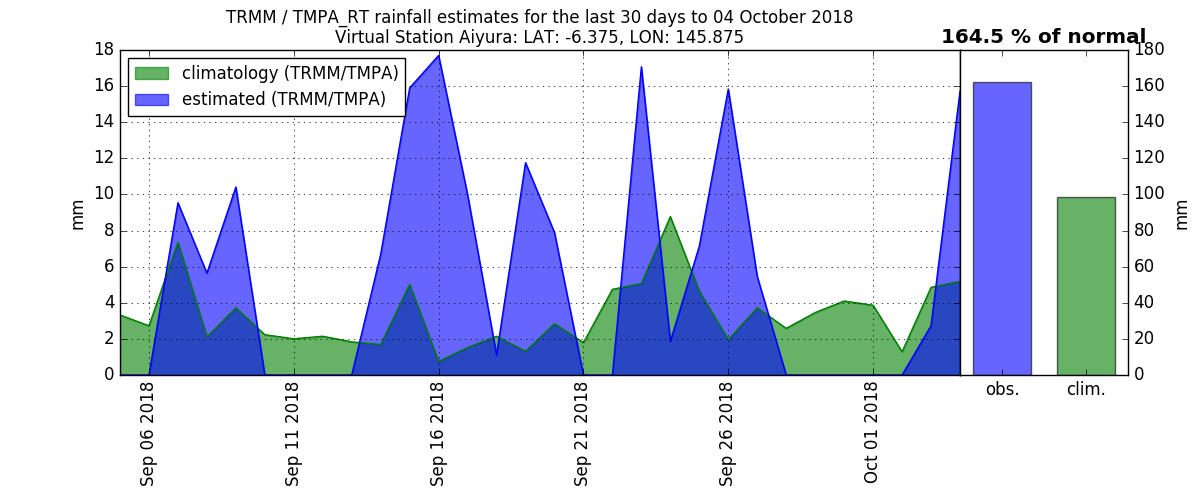 TRMM / TMPA_RT rainfall estimates for the last 30 days to 04 October 2018
Virtual Station Aiyura: LAT: -6.375, LON: 145.875
164.5 % of normal
climatology (TRMM/TMPA)
estimated (TRMM/TMPA)
18
16
14
12
10
8
6
4
2
0
mm
Sep 06 2018
Sep 11 2018
Sep 16 2018
Sep 21 2018
Sep 26 2018
Oct 01 2018
obs.
clim.
180
160
140
120
100
80
60
40
20
0
mm